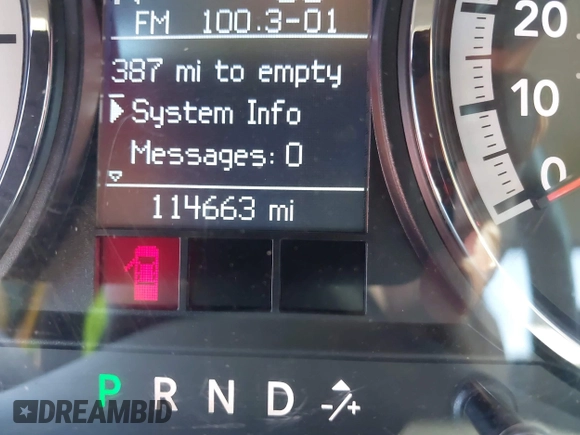 FM 100.3-01
387 mi to empty
System Info
Messages: 0
114663 mi
20
10
0
P R N D -/+
DREAMBID